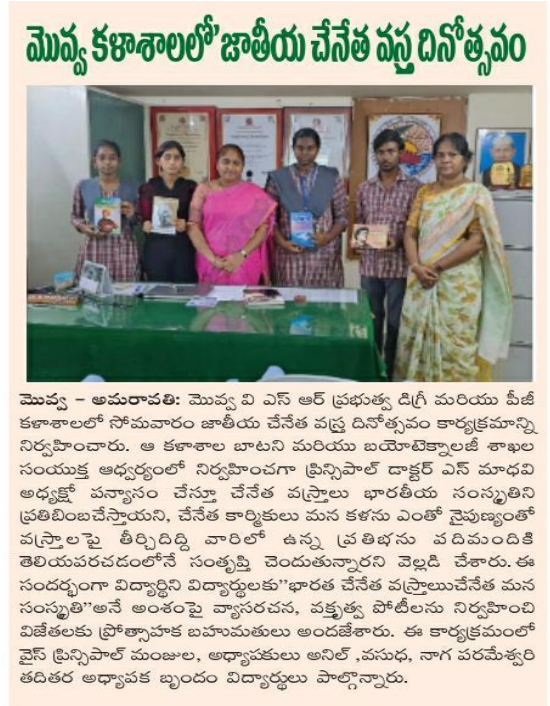 మొవ్వ కళాశాలలో'జాతీయ చేనేత వస్త్ర దినోత్సవం
మొవ్వ – అమరావతి: మొవ్వ వి ఎస్ ఆర్ ప్రభుత్వ డిగ్రీ మరియు పీజీ
కళాశాలలో సోమవారం జాతీయ చేనేత వస్త్ర దినోత్సవం కార్యక్రమాన్ని
నిర్వహించారు. ఆ కళాశాల బాటని మరియు బయోటెక్నాలజీ శాఖల
సంయుక్త ఆధ్వర్యంలో నిర్వహించగా ప్రిన్సిపాల్ డాక్టర్ ఎస్ మాధవి
అధ్యక్షో పన్యాసం చేస్తూ చేనేత వస్త్రాలు భారతీయ సంస్కృతిని
ప్రతిబింబచేస్తాయని, చేనేత కార్మికులు మన కళను ఎంతో నైపుణ్యంతో
వస్త్రాలపై తీర్చిదిద్ది వారిలో ఉన్న ప్రతిభను పదిమందికి
తెలియపరచడంలోనే సంతృప్తి చెందుతున్నారని వెల్లడి చేశారు. ఈ
సందర్భంగా విద్యార్థిని విద్యార్థులకు"భారత చేనేత వస్త్రాలుుచేనేత మన
సంస్కృతి"అనే అంశంపై వ్యాసరచన, వక్తృత్వ పోటీలను నిర్వహించి
విజేతలకు ప్రోత్సాహక బహుమతులు అందజేశారు. ఈ కార్యక్రమంలో
వైస్ ప్రిన్సిపాల్ మంజుల, అధ్యాపకులు అనిల్ ,వసుధ, నాగ పరమేశ్వరి
తదితర అధ్యాపక బృందం విద్యార్థులు పాల్గొన్నారు.